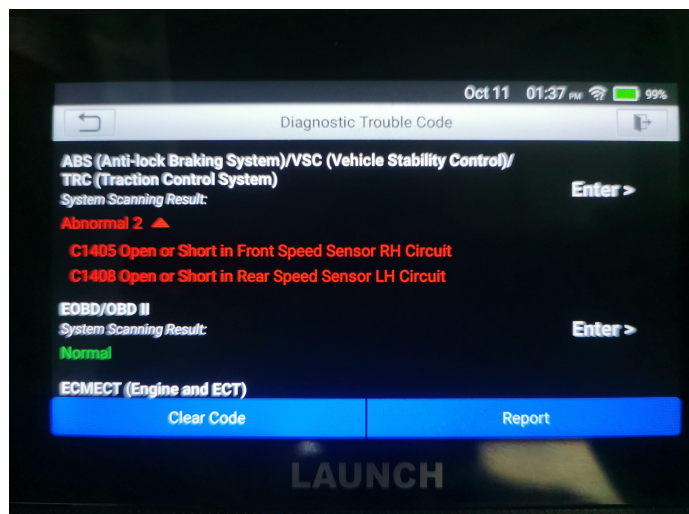 Oct 11 01:37 PM 99%
Diagnostic Trouble Code
ABS (Anti-lock Braking System)/VSC (Vehicle Stability Control)/
TRC (Traction Control System)
System Scanning Result:
Enter >
Abnormal 2
C1405 Open or Short in Front Speed Sensor RH Circuit
C1408 Open or Short in Rear Speed Sensor LH Circuit
EOBD/OBD II
System Scanning Result:
Enter >
Normal
ECMECT (Engine and ECT)
Clear Code Report
LAUNCH